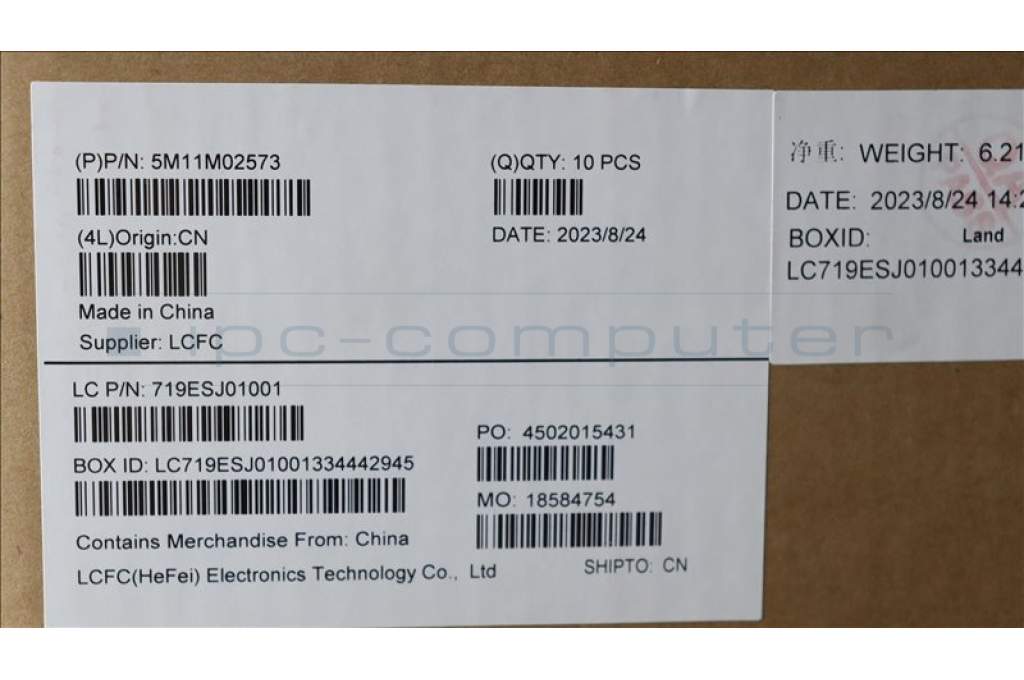 (P)P/N: 5M11M02573
(Q)QTY: 10 PCS
(4L)Origin:CN
DATE: 2023/8/24
Made in China
Supplier: LCFC
ipc-computer
LC P/N: 719ESJ01001
PO: 4502015431
BOX ID: LC719ESJ01001334442945
MO: 18584754
Contains Merchandise From: China
LCFC(HeFei) Electronics Technology Co., Ltd
SHIPTO: CN
净重: WEIGHT: 6.21
DATE: 2023/8/24 14:2
BOXID: Land
LC719ESJ010013344